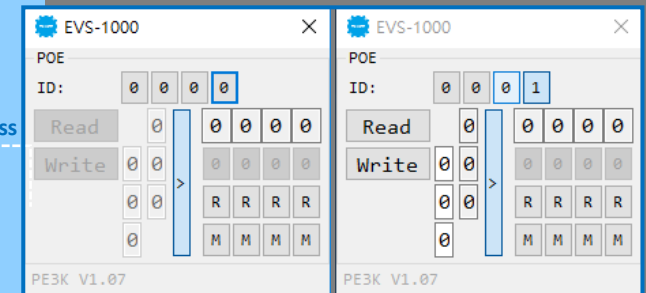 EVS-1000
POE
ID: 0 0 0 0
Read 0 0 0 0 0
Write 0 0 > 0 0 0 0
0 0 R R R R
0 M M M M
PE3K V1.07
EVS-1000
POE
ID: 0 0 0 1
Read 0 0 0 0 0
Write 0 0 > 0 0 0 0
0 0 R R R R
0 M M M M
PE3K V1.07
ss